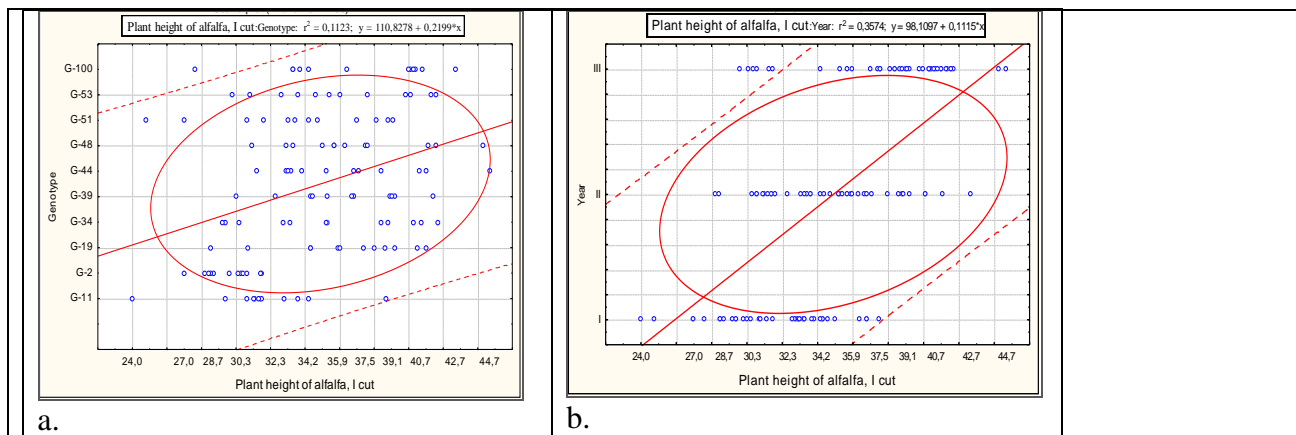 Plant height of alfalfa, I cut:Genotype: r² = 0,1123; y = 110,8278 + 0,2199*x
G-100
G-53
G-51
G-48
G-44
G-39
G-34
G-19
G-2
G-11
Genotype
24,0 27,0 28,7 30,3 32,3 34,2 35,9 37,5 39,1 40,7 42,7 44,7
Plant height of alfalfa, I cut
a.
Plant height of alfalfa, I cut:Year: r² = 0,3574; y = 98,1097 + 0,1115*x
III
II
I
Year
24,0 27,0 28,7 30,3 32,3 34,2 35,9 37,5 39,1 40,7 42,7 44,7
Plant height of alfalfa, I cut
b.